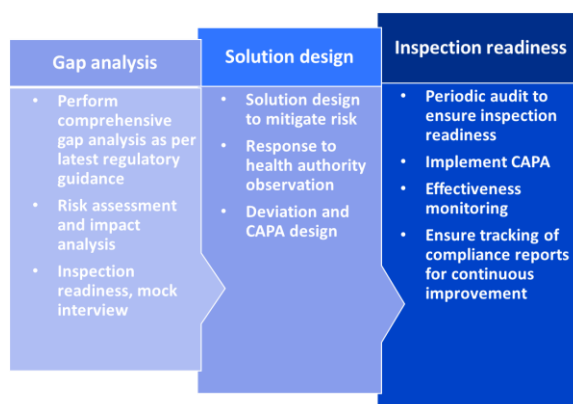 Gap analysis
• Perform
comprehensive
gap analysis as per
latest regulatory
guidance
• Risk assessment
and impact
analysis
• Inspection
readiness, mock
interview
Solution design
• Solution design
to mitigate risk
• Response to
health authority
observation
• Deviation and
CAPA design
Inspection readiness
• Periodic audit to
ensure inspection
readiness
• Implement CAPA
• Effectiveness
monitoring
• Ensure tracking of
compliance reports
for continuous
improvement